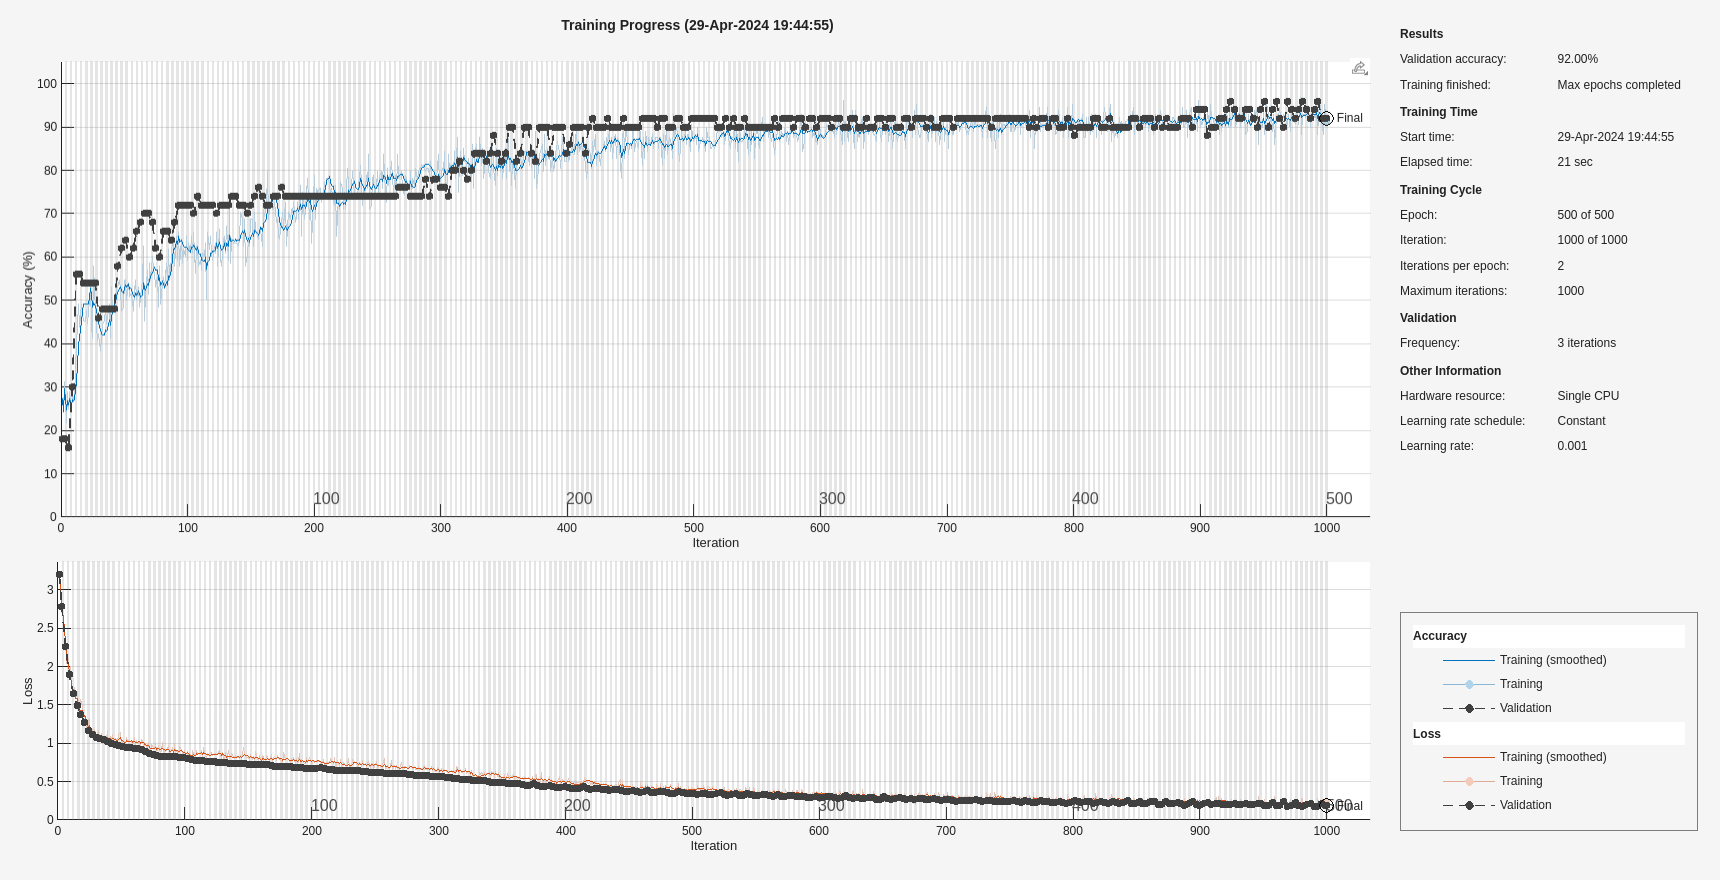 Training Progress (29-Apr-2024 19:44:55)
Accuracy (%)
100
90
80
70
60
50
40
30
20
10
0
100 200 300 400 500
0 100 200 300 400 500 600 700 800 900 1000
Iteration
Final
Loss
3
2.5
2
1.5
1
0.5
0
100 200 300 400 500
0 100 200 300 400 500 600 700 800 900 1000
Iteration
Final
Results
Validation accuracy: 92.00%
Training finished: Max epochs completed
Training Time
Start time: 29-Apr-2024 19:44:55
Elapsed time: 21 sec
Training Cycle
Epoch: 500 of 500
Iteration: 1000 of 1000
Iterations per epoch: 2
Maximum iterations: 1000
Validation
Frequency: 3 iterations
Other Information
Hardware resource: Single CPU
Learning rate schedule: Constant
Learning rate: 0.001
Accuracy
Training (smoothed)
Training
Validation
Loss
Training (smoothed)
Training
Validation